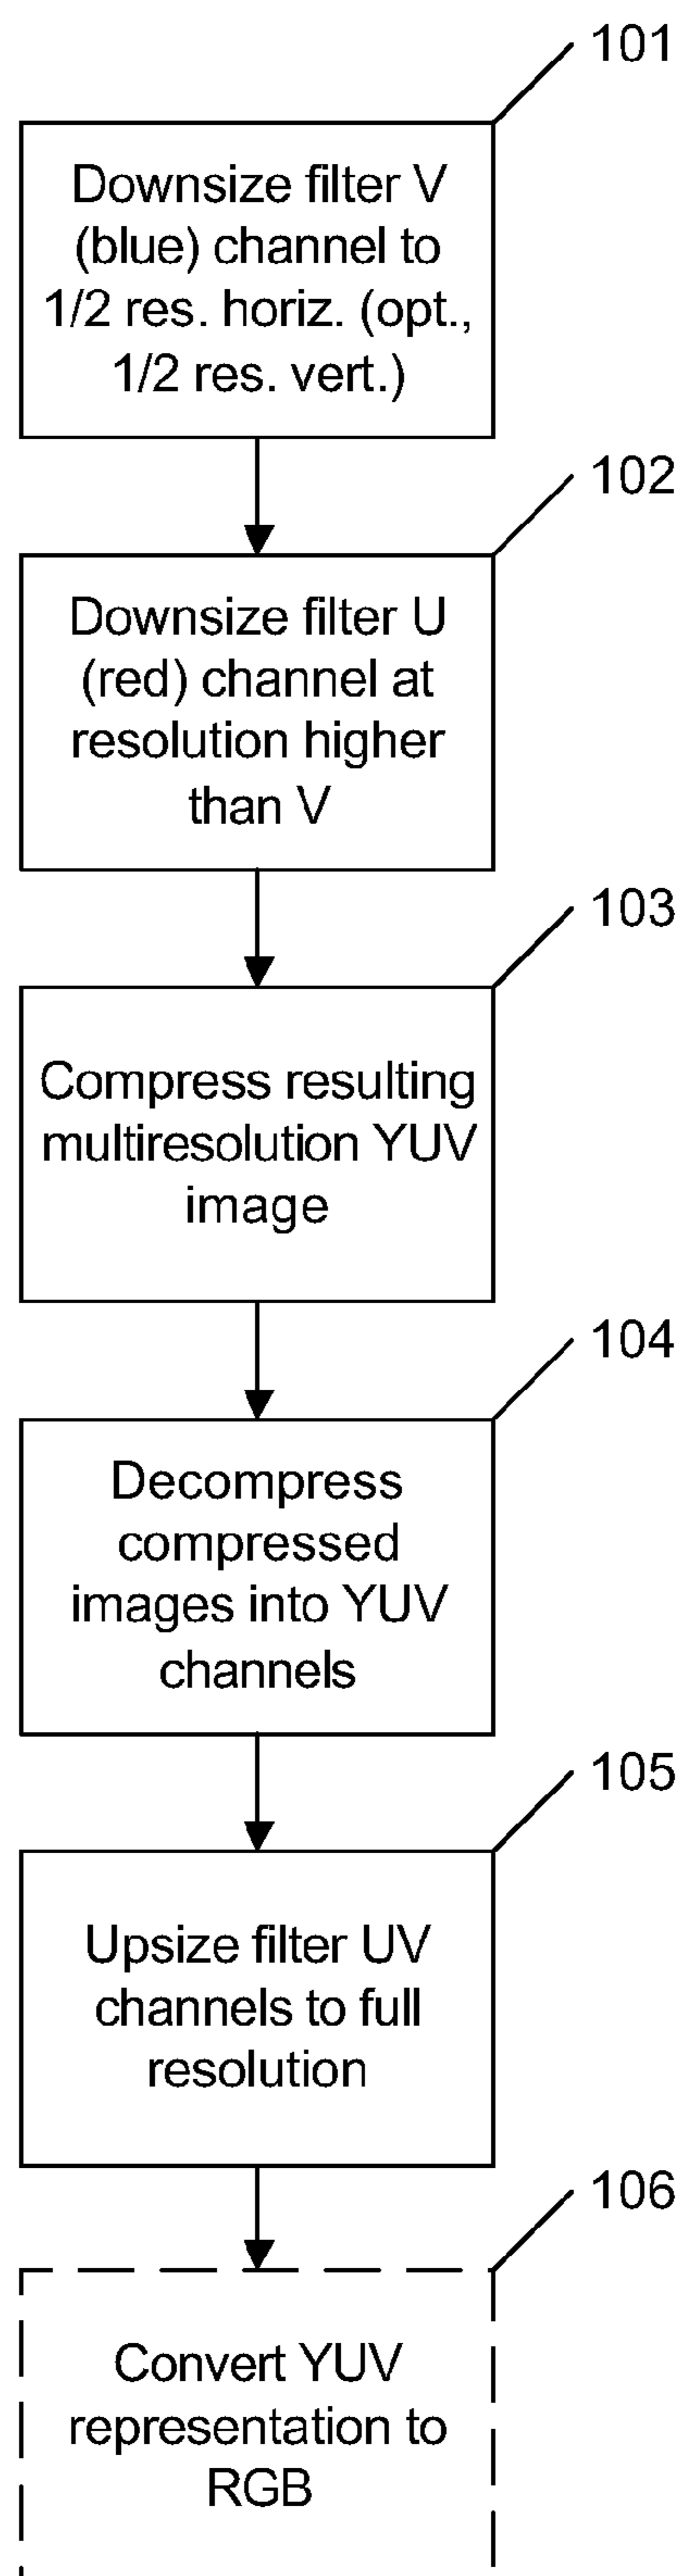 101
Downsize filter V
(blue) channel to
1/2 res. horiz. (opt.,
1/2 res. vert.)
102
Downsize filter U
(red) channel at
resolution higher
than V
103
Compress resulting
multiresolution YUV
image
104
Decompress
compressed
images into YUV
channels
105
Upsize filter UV
channels to full
resolution
106
Convert YUV
representation to
RGB